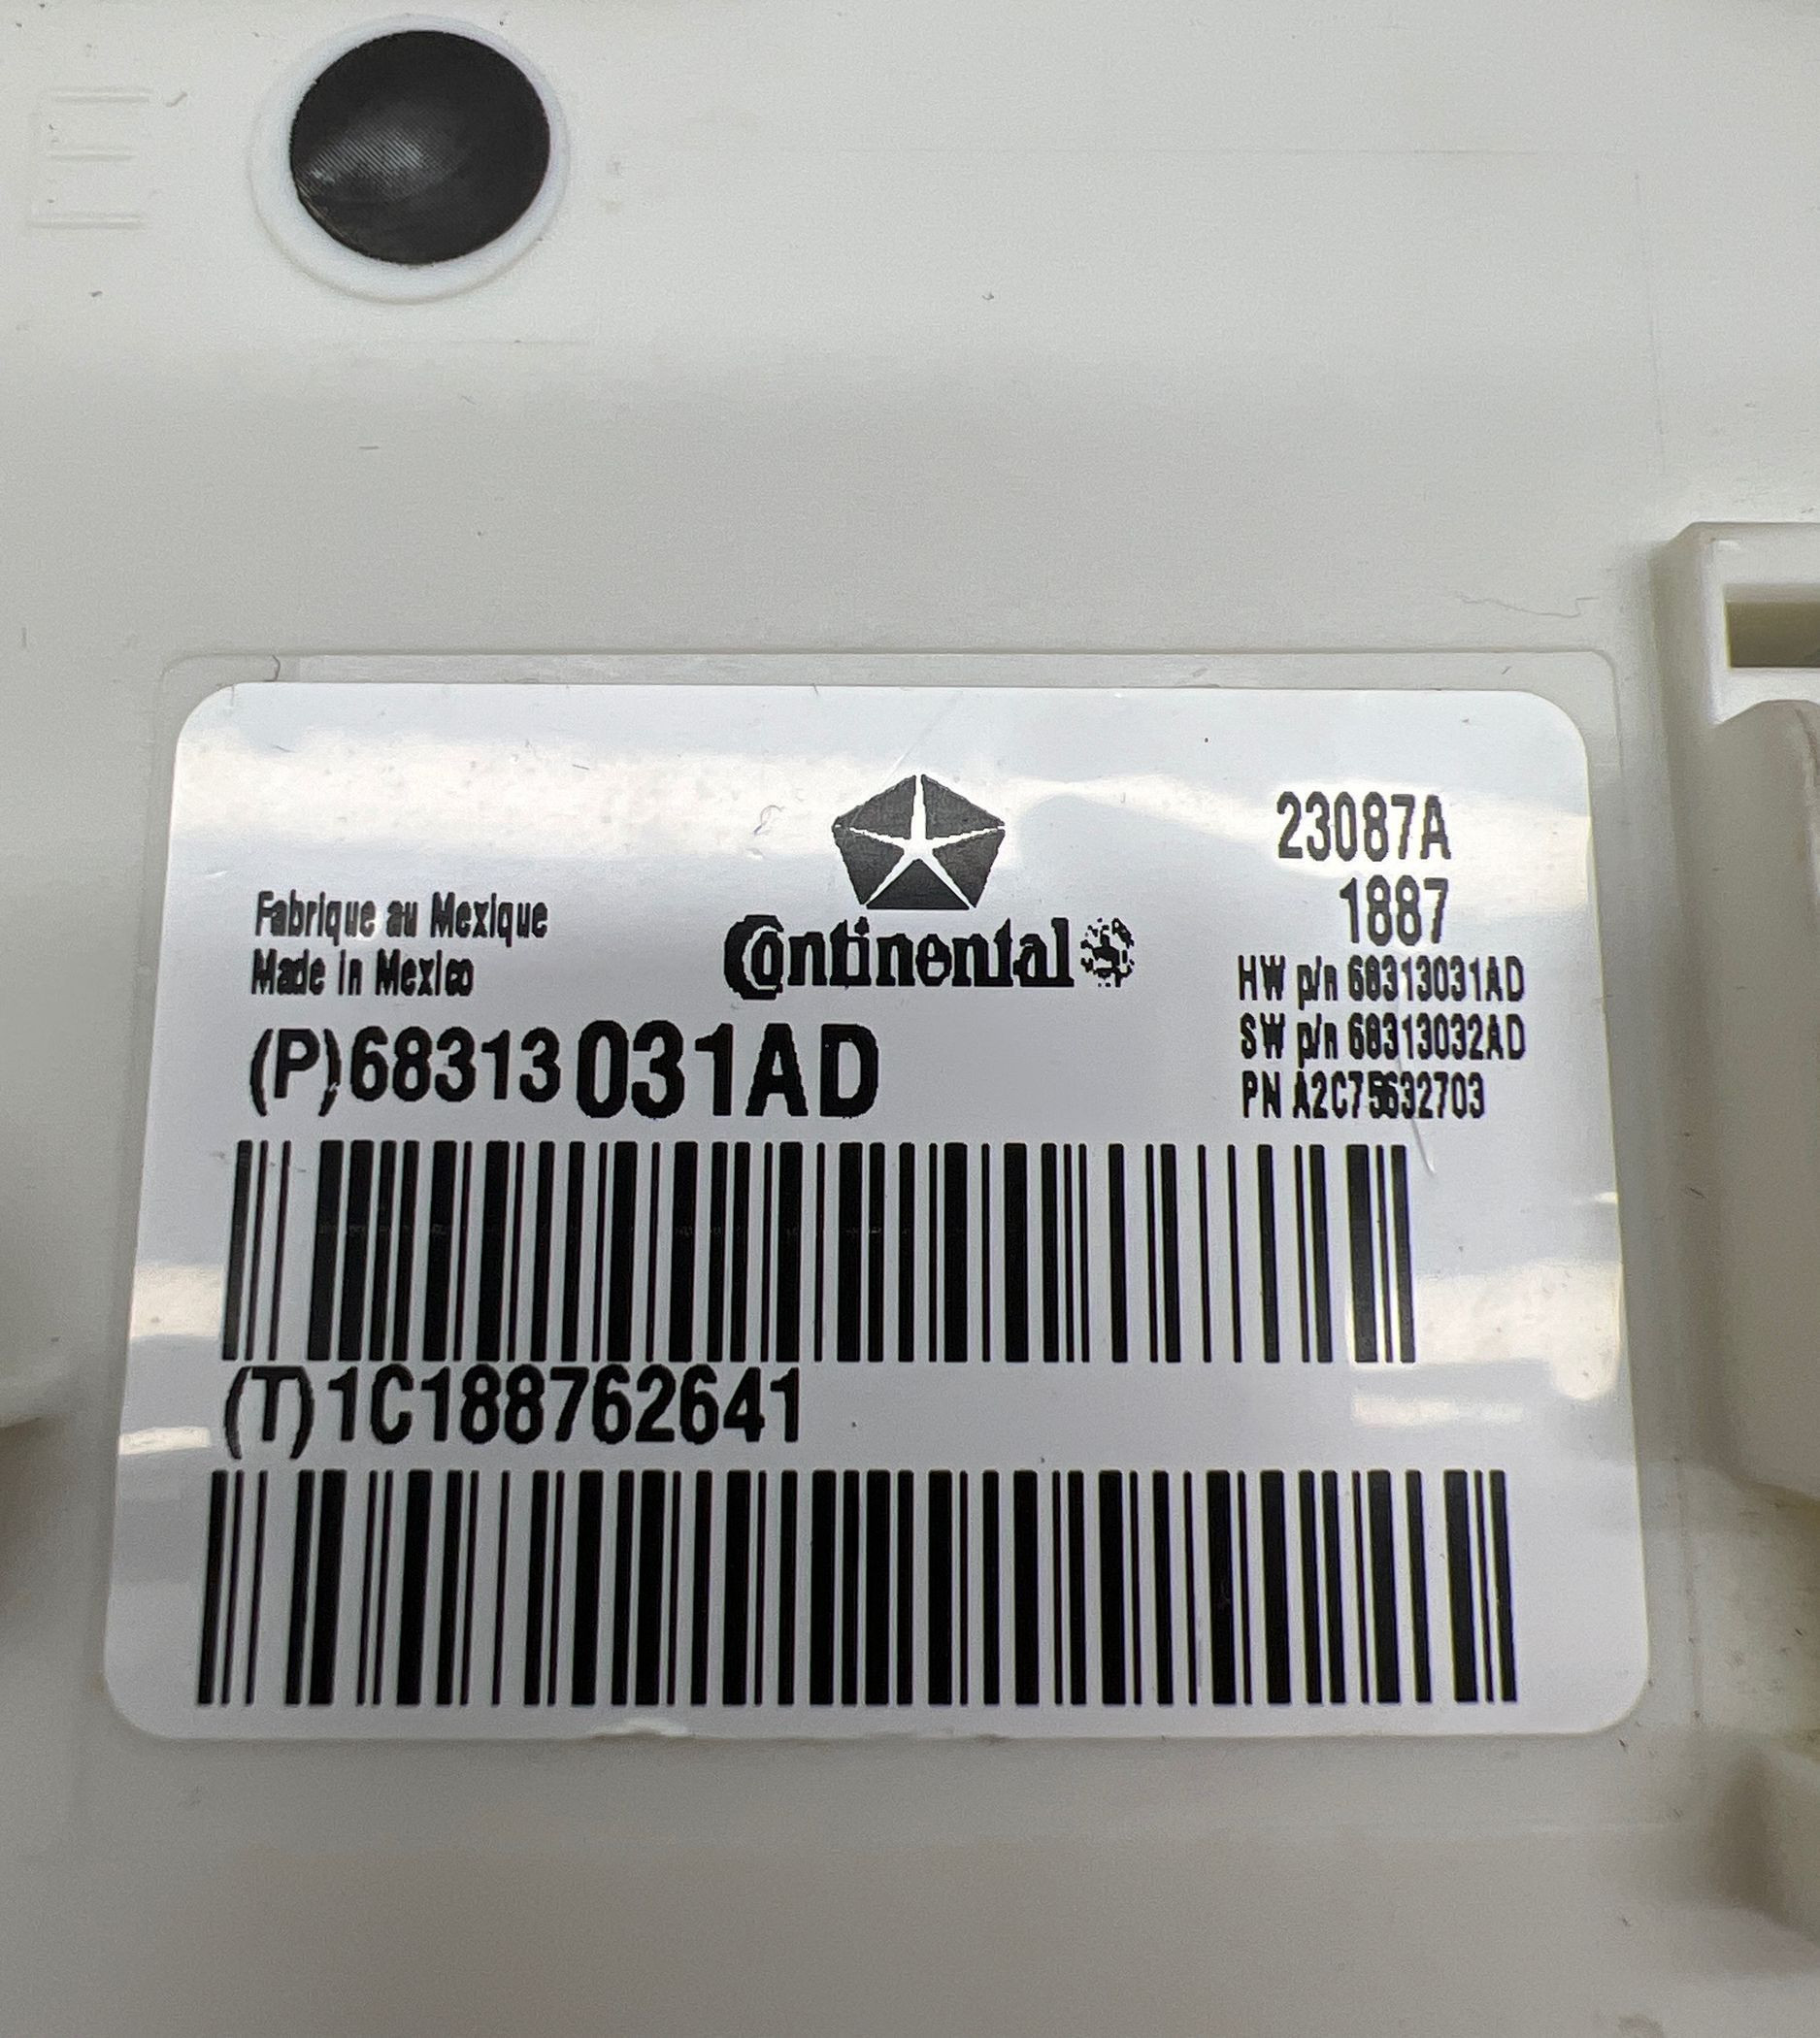 23087A
1887
Fabrique au Mexique
Made in Mexico
Continental
HW p/n 68313031AD
SW p/n 68313032AD
PN A2C75632703
(P)68313031AD
(T)1C188762641